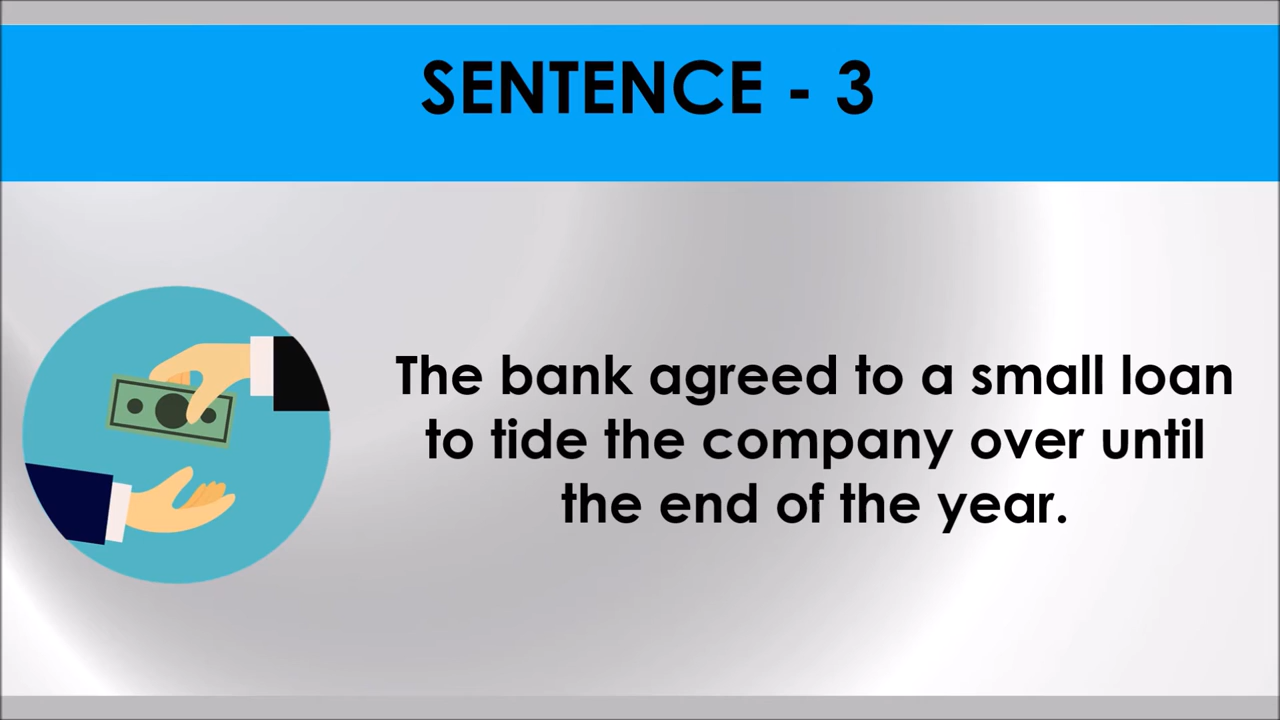 SENTENCE - 3
The bank agreed to a small loan
to tide the company over until
the end of the year.